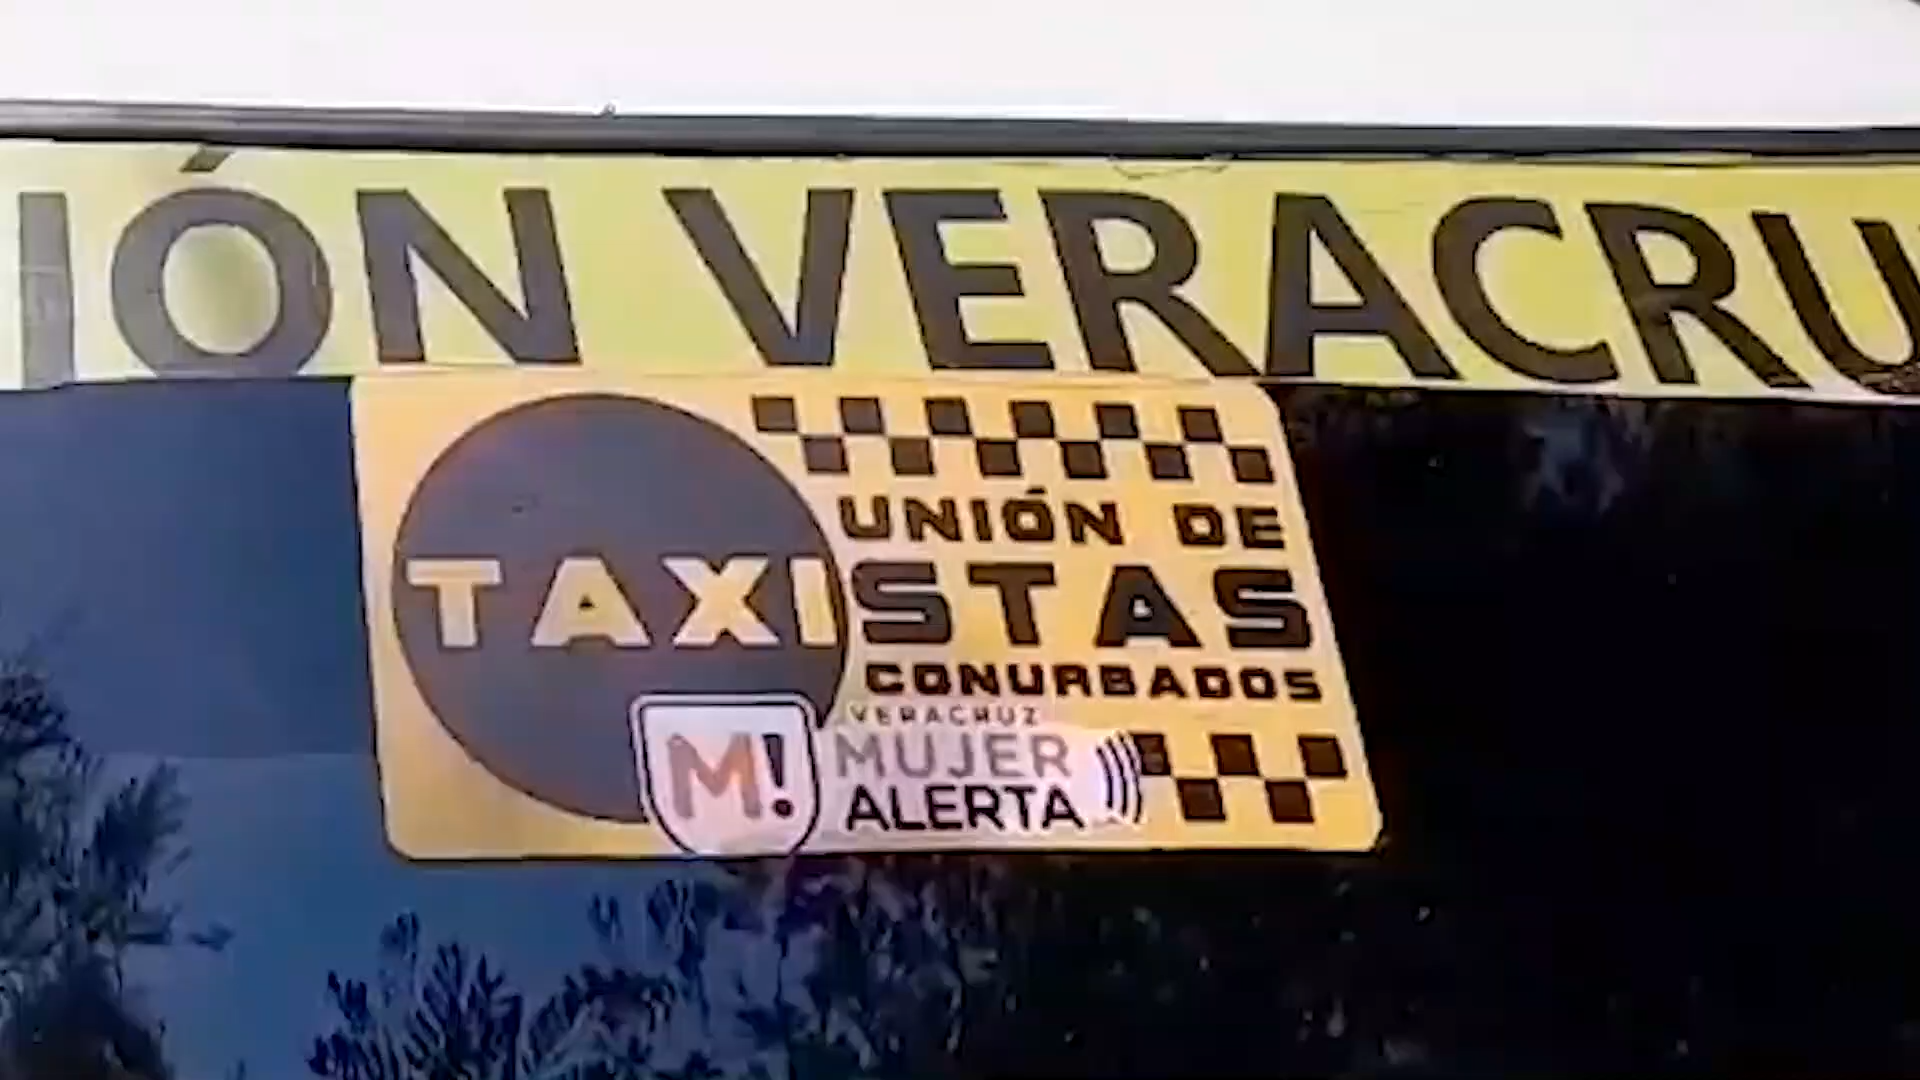 IÓN VERACRU
UNIÓN DE
TAXISTAS
CONURBADOS
VERACRUZ
M! MUJER
ALERTA